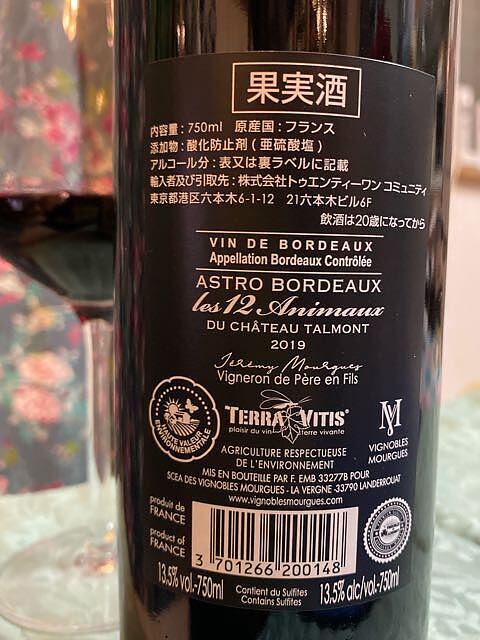 果実酒
内容量：750ml 原産国：フランス
添加物：酸化防止剤（亜硫酸塩）
アルコール分：表又は裏ラベルに記載
輸入者及び引取先：株式会社トゥエンティーワン コミュニティ
東京都港区六本木6-1-12 21六本木ビル6F
飲酒は20歳になってから
VIN DE BORDEAUX
Appellation Bordeaux Contrôlée
ASTRO BORDEAUX
les 12 Animaux
DU CHÂTEAU TALMONT
2019
Jérémy Mourgues
Vigneron de Père en Fils
HAUTE VALEUR ENVIRONNEMENTALE
TERRA VITIS®
plaisir du vin terre vivante
VM
VIGNOBLES
MOURGUES
AGRICULTURE RESPECTUEUSE
DE L'ENVIRONNEMENT
MIS EN BOUTEILLE PAR F. EMB 33277B POUR
SCEA DES VIGNOBLES MOURGUES - LA VERGNE -33790 LANDERROUAT
www.vignoblesmourgues.com
produit de
FRANCE
product of
FRANCE
3 701266 200148
13.5% vol.-750ml
Contient du Sulfites
Contains Sulfites
13.5% alc/vol.-750ml